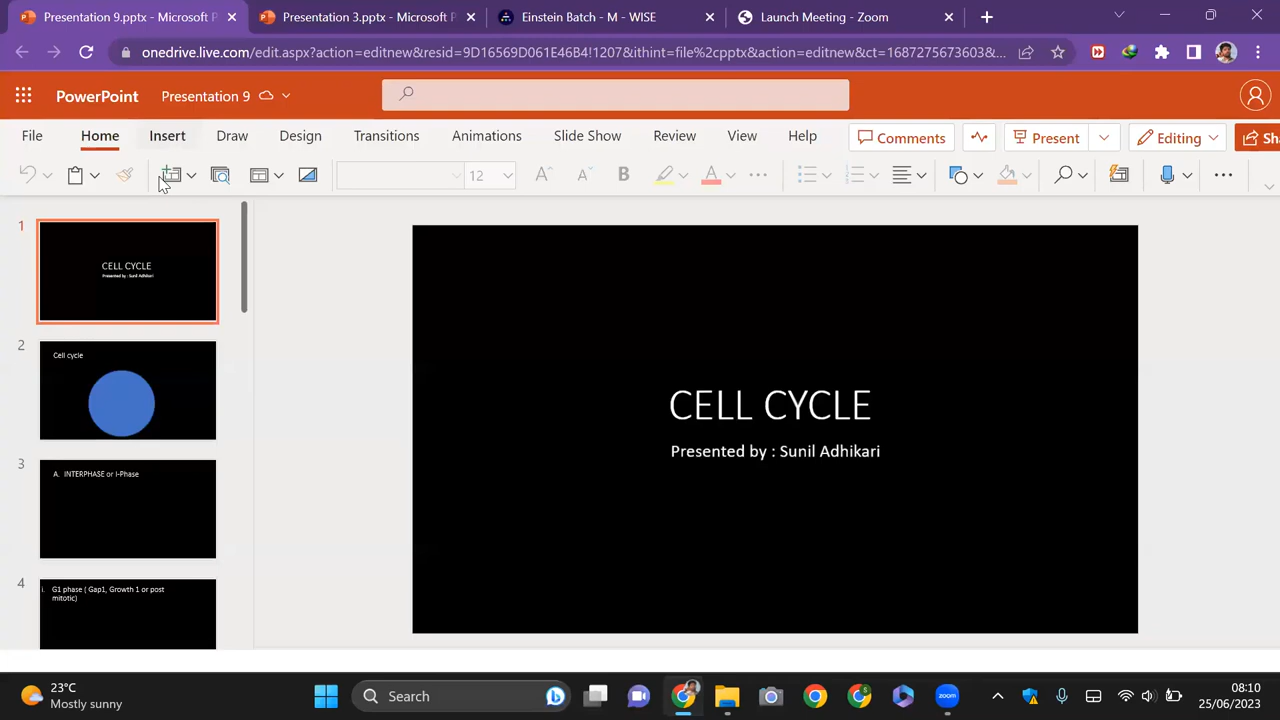 Presentation 9.pptx - Microsoft P
Presentation 3.pptx - Microsoft P
Einstein Batch - M - WISE
Launch Meeting - Zoom
onedrive.live.com/edit.aspx?action=editnew&resid=9D16569D061E46B4!1207&ithint=file%2cpptx&action=editnew&ct=1687275673603&...
PowerPoint
Presentation 9
File
Home
Insert
Draw
Design
Transitions
Animations
Slide Show
Review
View
Help
Comments
Present
Editing
Sha
12
1
CELL CYCLE
Presented by : Sunil Adhikari
2
Cell cycle
3
A. INTERPHASE or I-Phase
4
i. G1 phase ( Gap1, Growth 1 or post
mitotic)
CELL CYCLE
Presented by : Sunil Adhikari
23°C
Mostly sunny
Search
zoom
08:10
25/06/2023